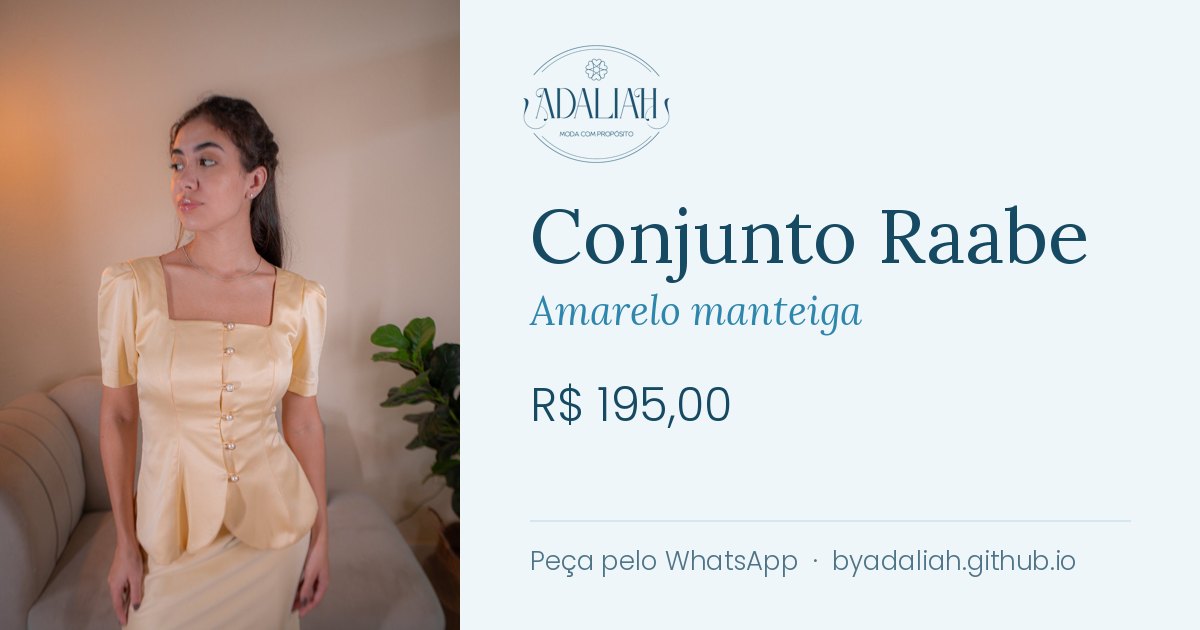 ADALIAH
MODA COM PROPÓSITO
Conjunto Raabe
Amarelo manteiga
R$ 195,00
Peça pelo WhatsApp · byadaliah.github.io